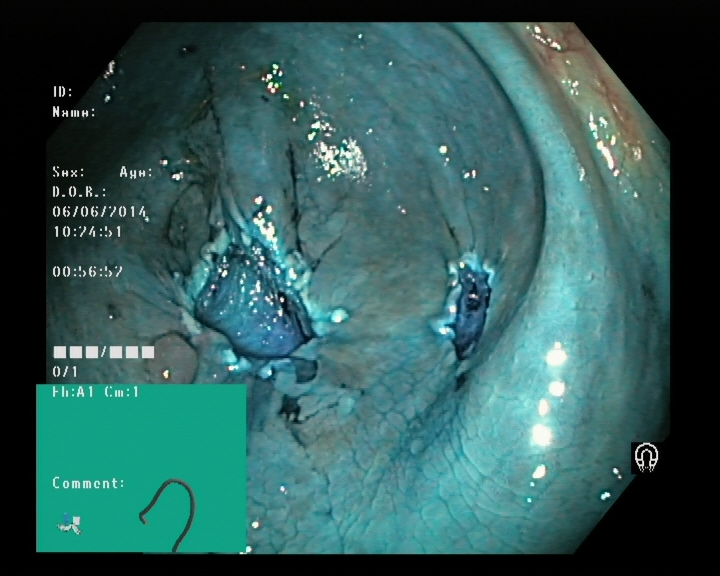 ID:
Name:
Sex: Age:
D.O.B.:
06/06/2014
10:24:51
00:56:52
■■■/■■■
0/1
Eh:A1 Cm:1
Comment: